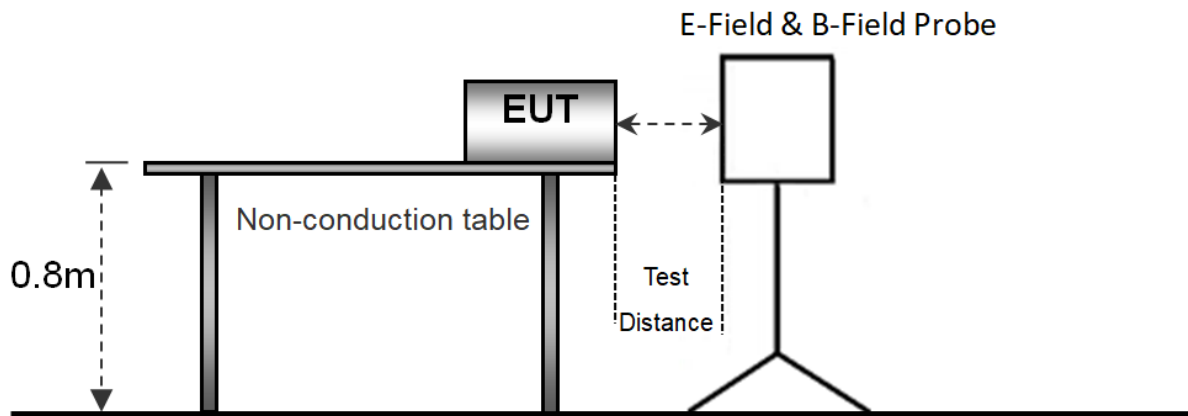 E-Field & B-Field Probe
EUT
Non-conduction table
0.8m
Test
Distance